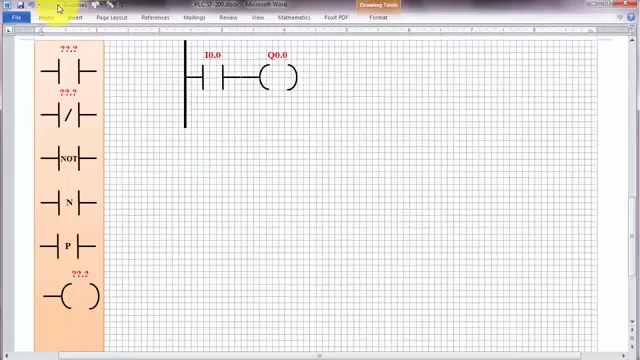 Gridlines
PLC S7-200.docx - Microsoft Word
Drawing Tools
File
Home
Insert
Page Layout
References
Mailings
Review
View
Mathematics
Foxit PDF
Format
??.?
I0.0
Q0.0
??.?
/
NOT
N
P
??.?